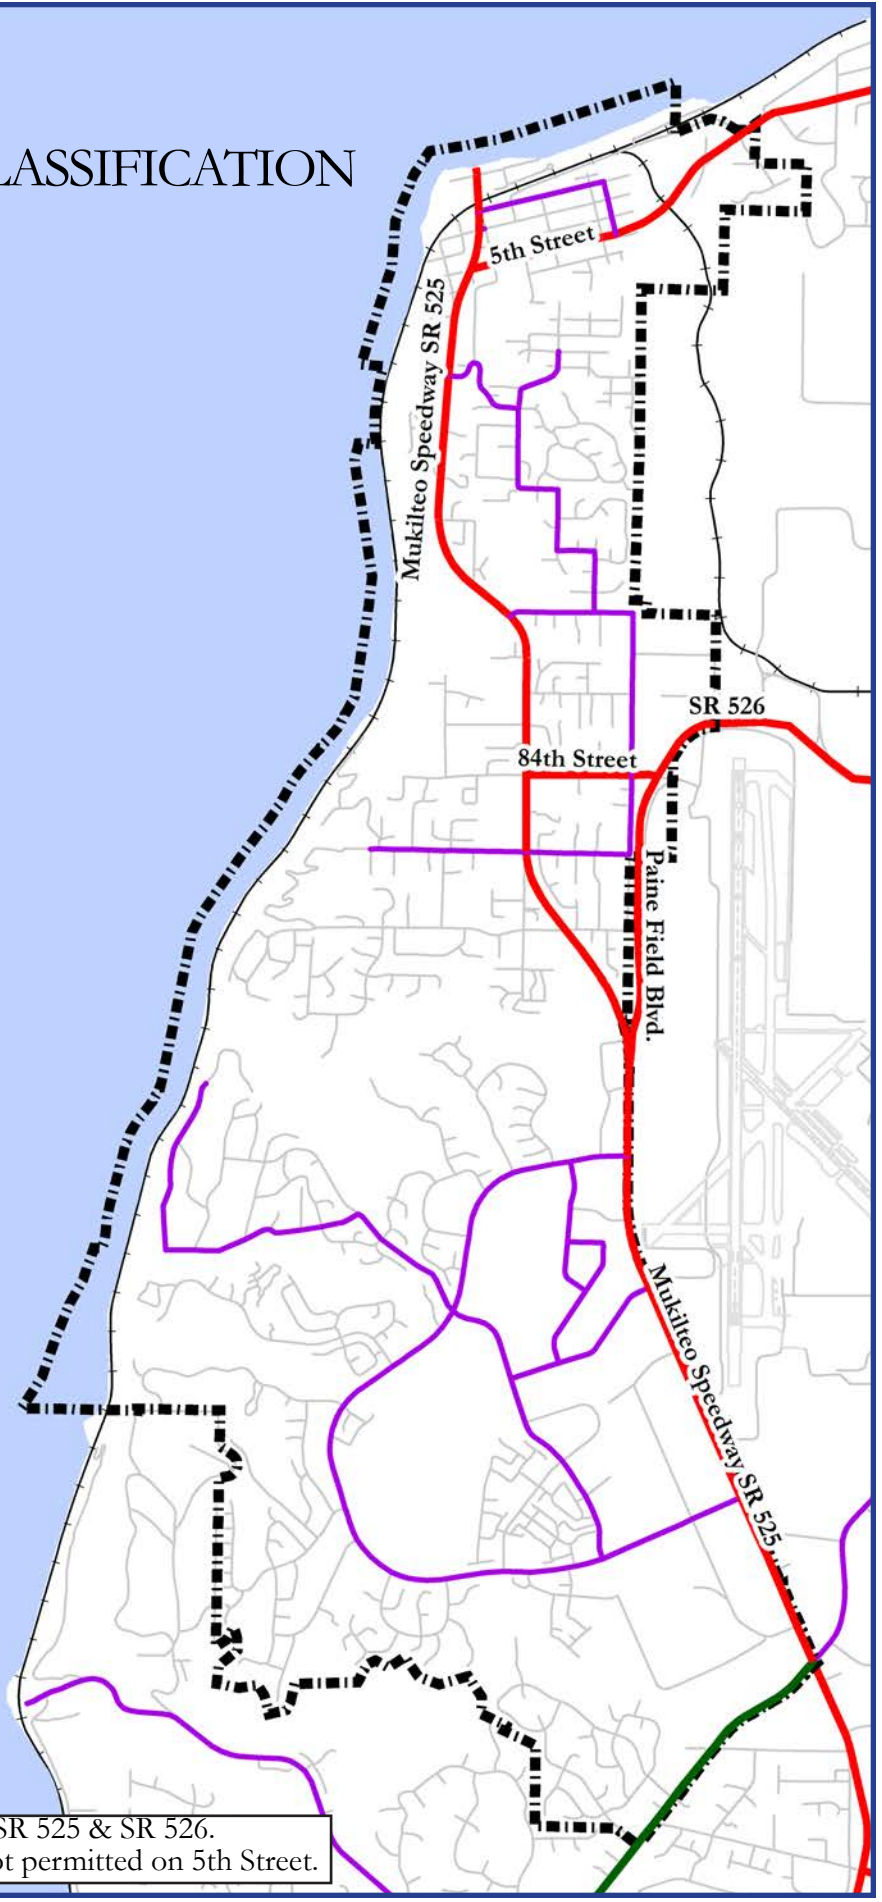 LASSIFICATION
5th Street
Mukilteo Speedway SR 525
SR 526
84th Street
Paine Field Blvd.
Mukilteo Speedway SR 525
SR 525 & SR 526.
ot permitted on 5th Street.